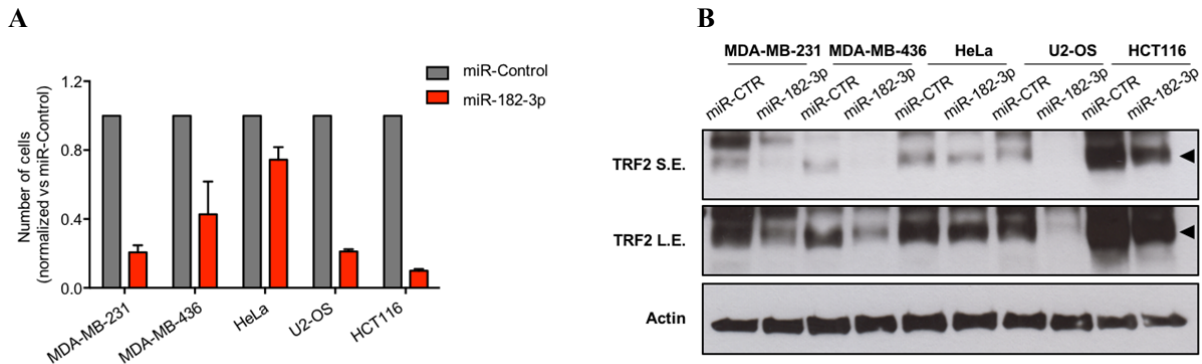 A
Number of cells
(normalized vs miR-Control)
1.2
0.8
0.4
0.0
miR-Control
miR-182-3p
MDA-MB-231
MDA-MB-436
HeLa
U2-OS
HCT116
B
MDA-MB-231 MDA-MB-436 HeLa U2-OS HCT116
miR-CTR miR-182-3p miR-CTR miR-182-3p miR-CTR miR-182-3p miR-CTR miR-182-3p miR-CTR miR-182-3p
TRF2 S.E.
TRF2 L.E.
Actin